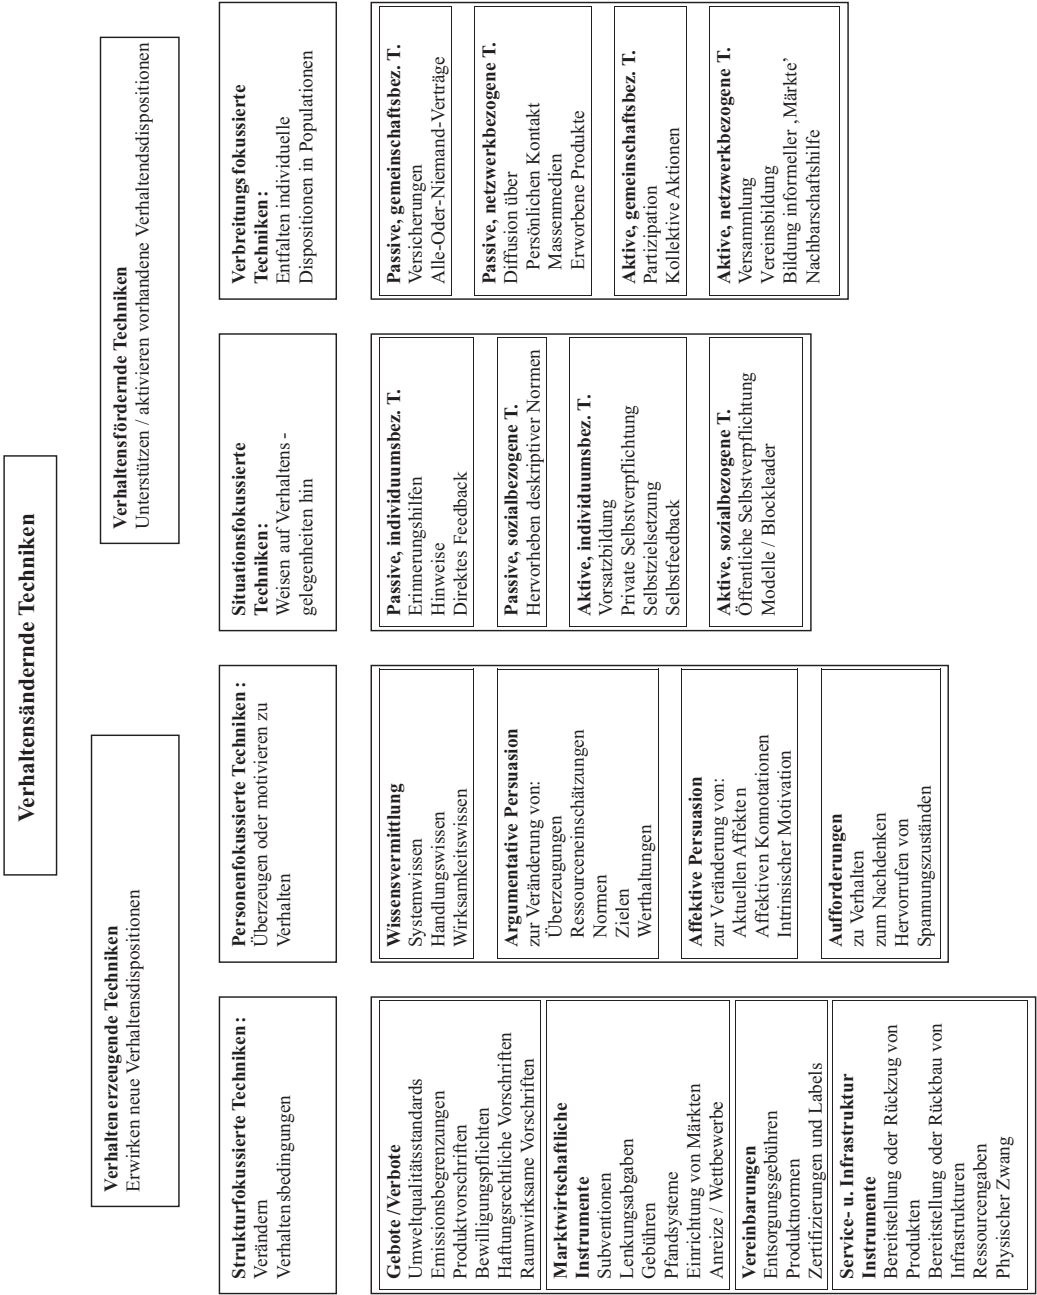 Verhaltensändernde Techniken
Verhalten erzeugende Techniken
Erwirken neue Verhaltensdispositionen
Verhaltensfördernde Techniken
Unterstützen / aktivieren vorhandene Verhaltendsdispositionen
Strukturfokussierte Techniken:
Verändern
Verhaltensbedingungen
Gebote /Verbote
Umweltqualitätsstandards
Emissionsbegrenzungen
Produktvorschriften
Bewilligungspflichten
Haftungsrechtliche Vorschriften
Raumwirksame Vorschriften
Marktwirtschaftliche
Instrumente
Subventionen
Lenkungsabgaben
Gebühren
Pfandsysteme
Einrichtung von Märkten
Anreize / Wettbewerbe
Vereinbarungen
Entsorgungsgebühren
Produktnormen
Zertifizierungen und Labels
Service- u. Infrastruktur
Instrumente
Bereitstellung oder Rückzug von
Produkten
Bereitstellung oder Rückbau von
Infrastrukturen
Ressourcengaben
Physischer Zwang
Personenfokussierte Techniken:
Überzeugen oder motivieren zu
Verhalten
Wissensvermittlung
Systemwissen
Handlungswissen
Wirksamkeitswissen
Argumentative Persuasion
zur Veränderung von:
Überzeugungen
Ressourceneinschätzungen
Normen
Zielen
Werthaltungen
Affektive Persuasion
zur Veränderung von:
Aktuellen Affekten
Affektiven Konnotationen
Intrinsischer Motivation
Aufforderungen
zu Verhalten
zum Nachdenken
Hervorrufen von
Spannungszuständen
Situationsfokussierte
Techniken:
Weisen auf Verhaltens -
gelegenheiten hin
Passive, individuumsbez. T.
Erinnerungshilfen
Hinweise
Direktes Feedback
Passive, sozialbezogene T.
Hervorheben deskriptiver Normen
Aktive, individuumsbez. T.
Vorsatzbildung
Private Selbstverpflichtung
Selbstzielsetzung
Selbstfeedback
Aktive, sozialbezogene T.
Öffentliche Selbstverpflichtung
Modelle / Blockleader
Verbreitungsfokussierte
Techniken:
Entfalten individuelle
Dispositionen in Populationen
Passive, gemeinschaftsbez. T.
Versicherungen
Alle-Oder-Niemand-Verträge
Passive, netzwerkbezogene T.
Diffusion über
Persönlichen Kontakt
Massenmedien
Erworbene Produkte
Aktive, gemeinschaftsbez. T.
Partizipation
Kollektive Aktionen
Aktive, netzwerkbezogene T.
Versammlung
Vereinsbildung
Bildung informeller ‚Märkte’
Nachbarschaftshilfe